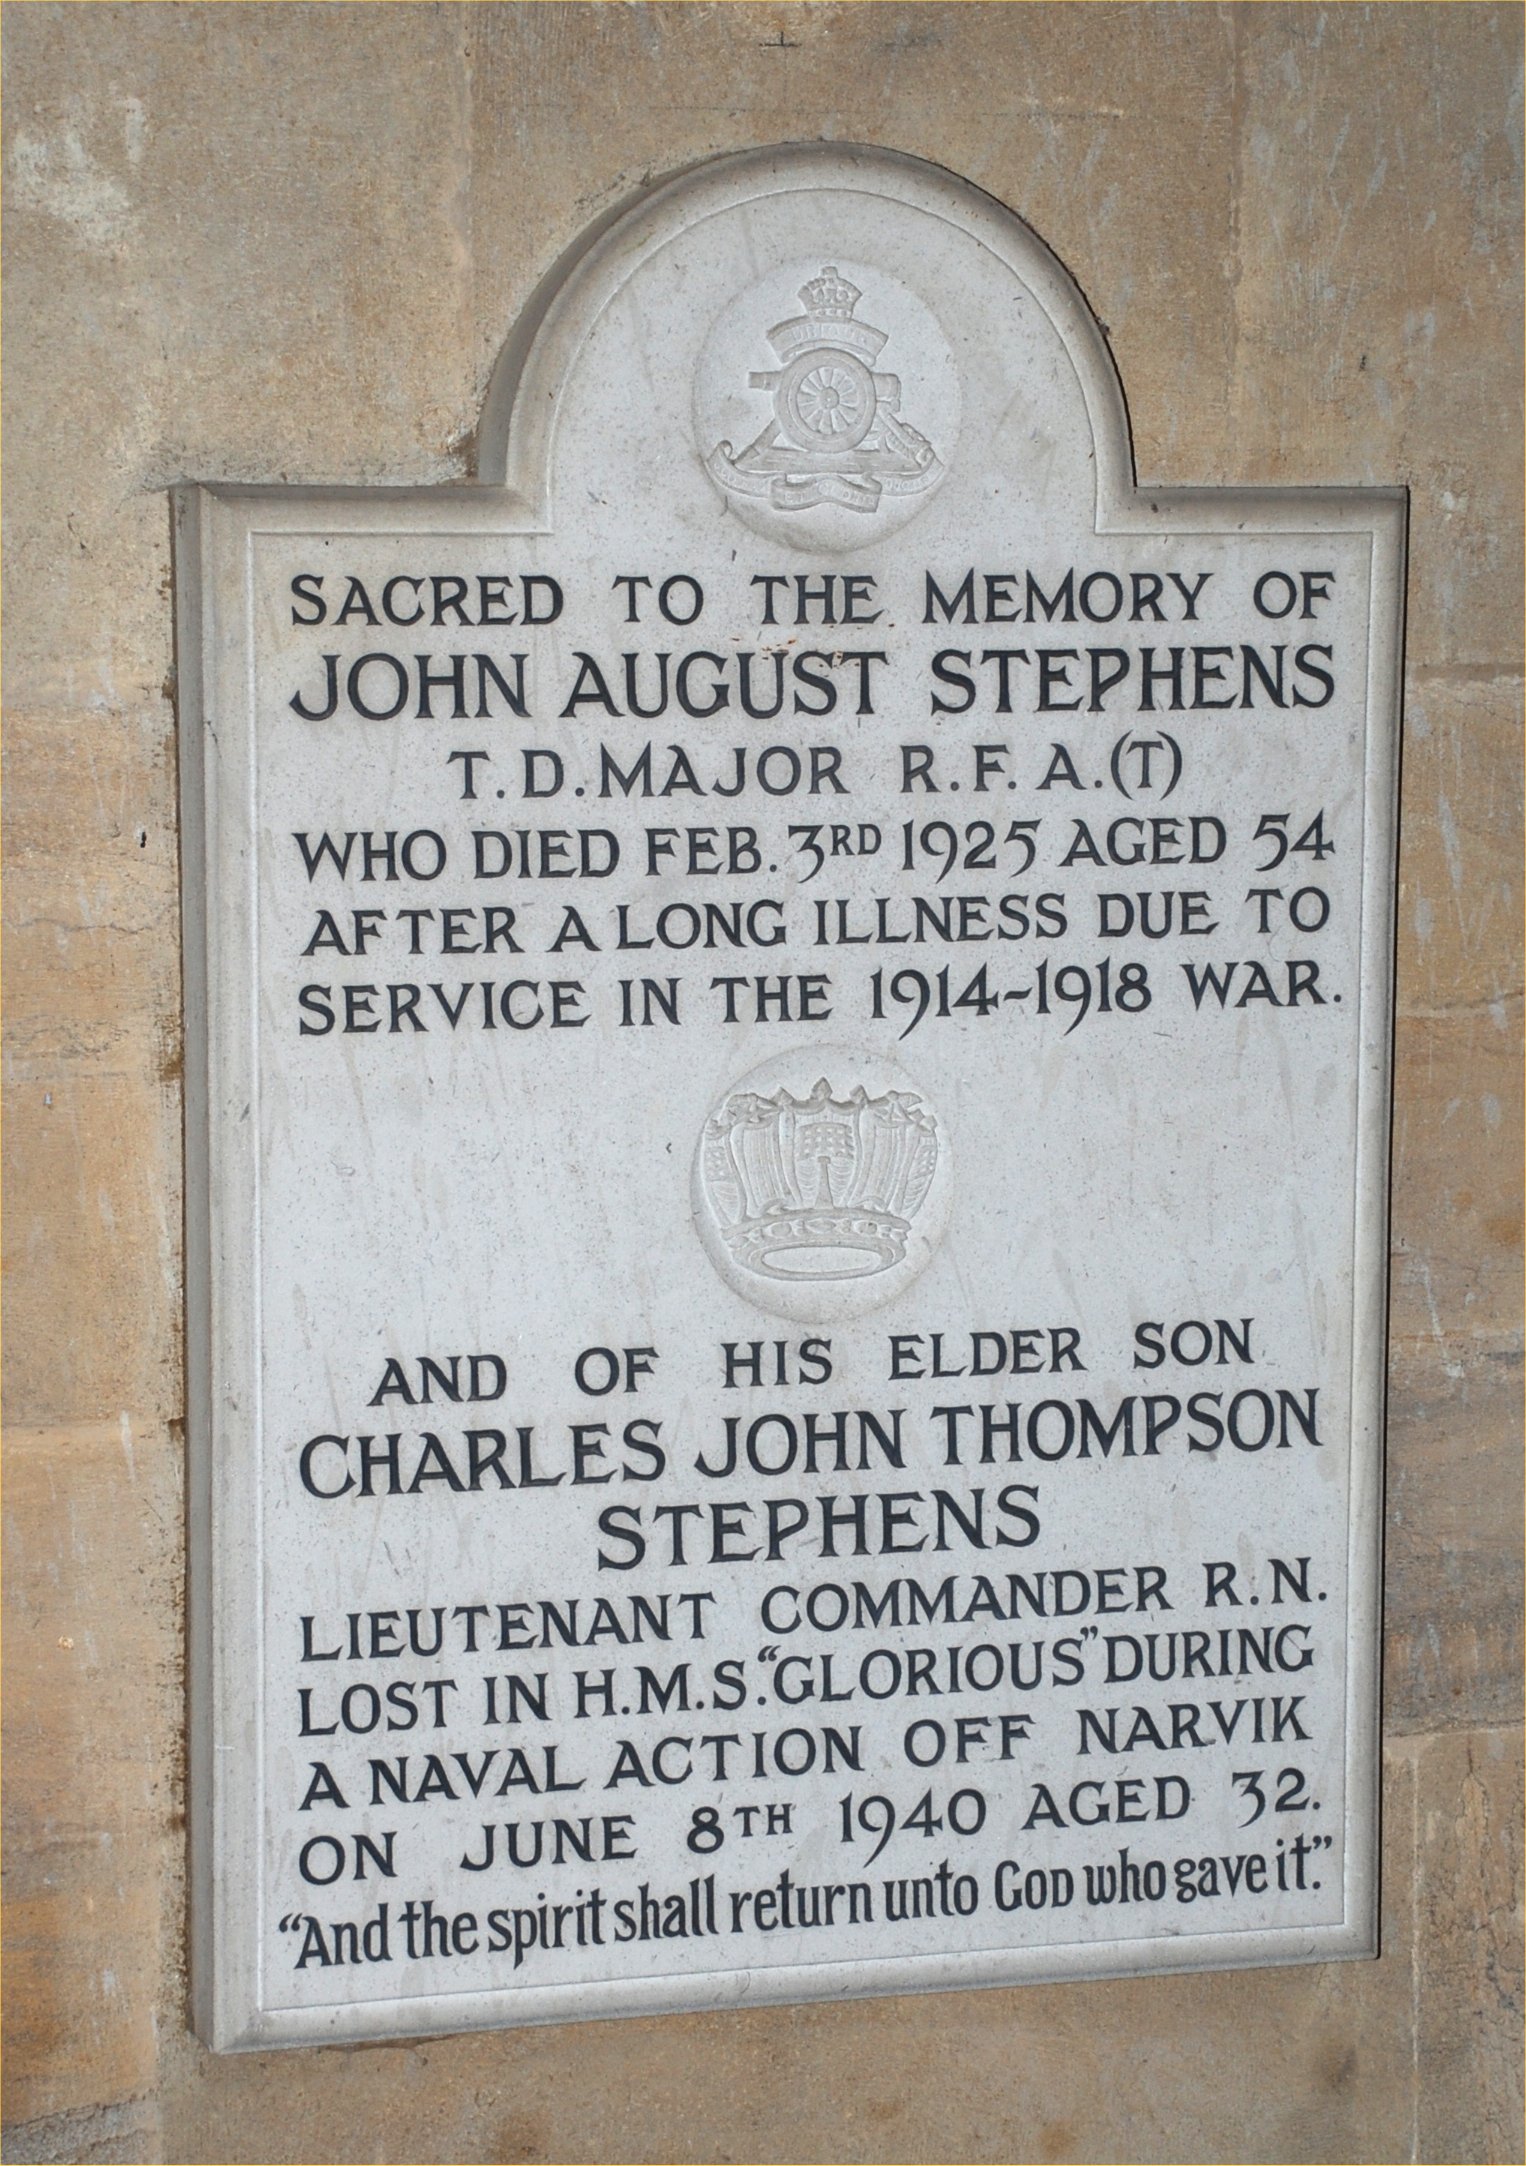 SACRED TO THE MEMORY OF
JOHN AUGUST STEPHENS
T.D. MAJOR R.F.A.(T)
WHO DIED FEB. 3RD 1925 AGED 54
AFTER A LONG ILLNESS DUE TO
SERVICE IN THE 1914-1918 WAR.
AND OF HIS ELDER SON
CHARLES JOHN THOMPSON
STEPHENS
LIEUTENANT COMMANDER R.N.
LOST IN H.M.S. "GLORIOUS" DURING
A NAVAL ACTION OFF NARVIK
ON JUNE 8TH 1940 AGED 32.
"And the spirit shall return unto GOD who gave it."